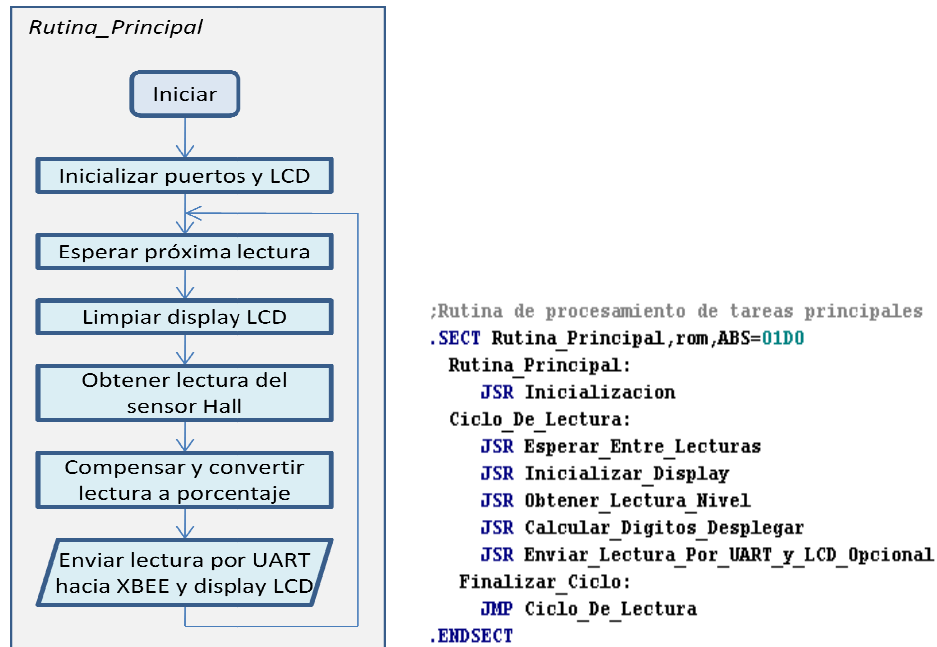 Rutina_Principal
Iniciar
Inicializar puertos y LCD
Esperar próxima lectura
Limpiar display LCD
Obtener lectura del
sensor Hall
Compensar y convertir
lectura a porcentaje
Enviar lectura por UART
hacia XBEE y display LCD
;Rutina de procesamiento de tareas principales
.SECT Rutina_Principal,rom,ABS=01D0
Rutina_Principal:
JSR Inicializacion
Ciclo_De_Lectura:
JSR Esperar_Entre_Lecturas
JSR Inicializar_Display
JSR Obtener_Lectura_Nivel
JSR Calcular_Digitos_Desplegar
JSR Enviar_Lectura_Por_UART_y_LCD_Opcional
Finalizar_Ciclo:
JMP Ciclo_De_Lectura
.ENDSECT